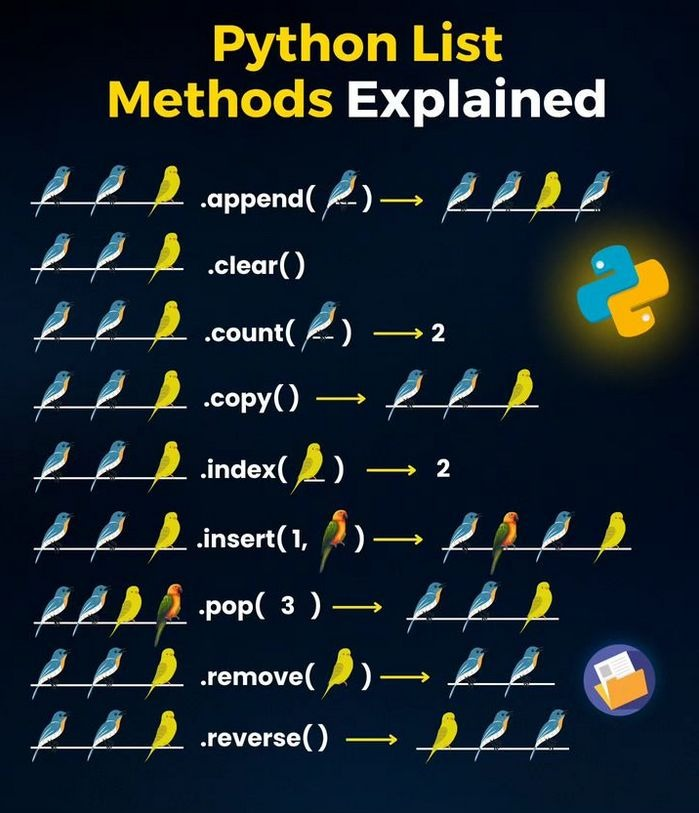 Python List
Methods Explained
.append( )
.clear()
.count( ) 2
.copy()
.index( ) 2
.insert(1, )
.pop( 3 )
.remove( )
.reverse()